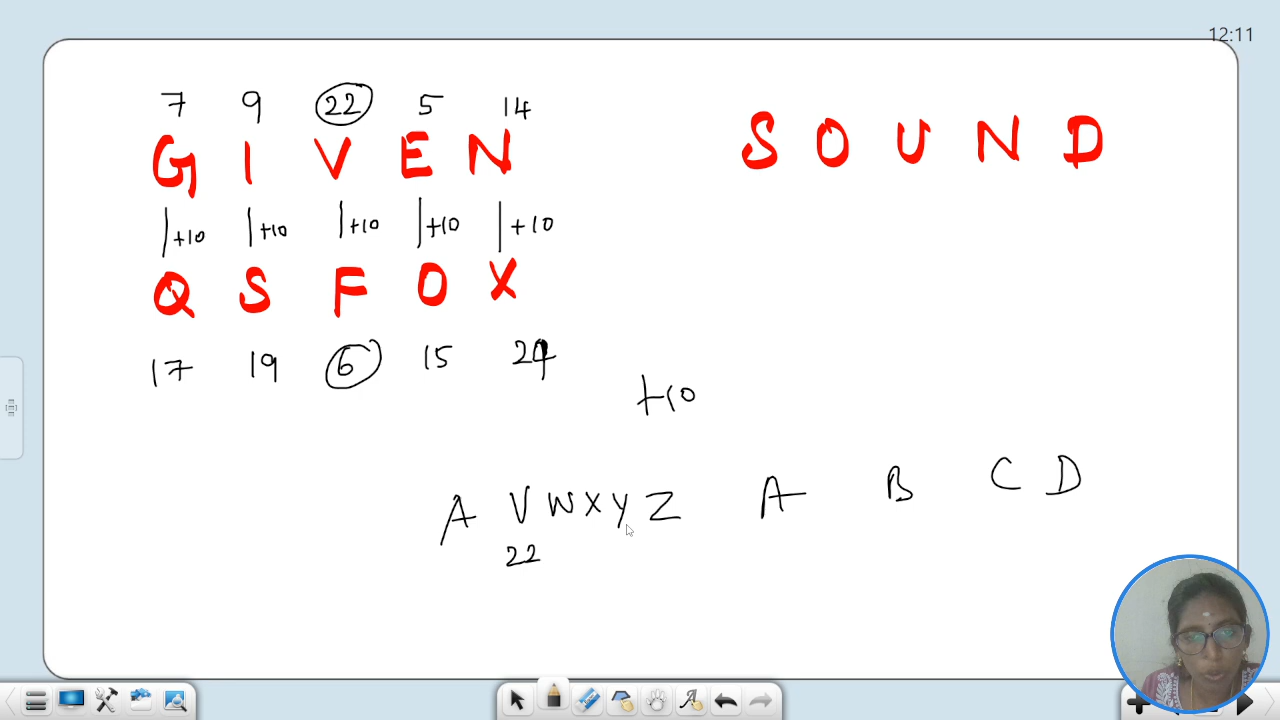 12:11
7 9 22 5 14
G I V E N
S O U N D
+10 +10 +10 +10 +10
Q S F O X
17 19 6 15 24
+10
A V W X Y Z A B C D
22